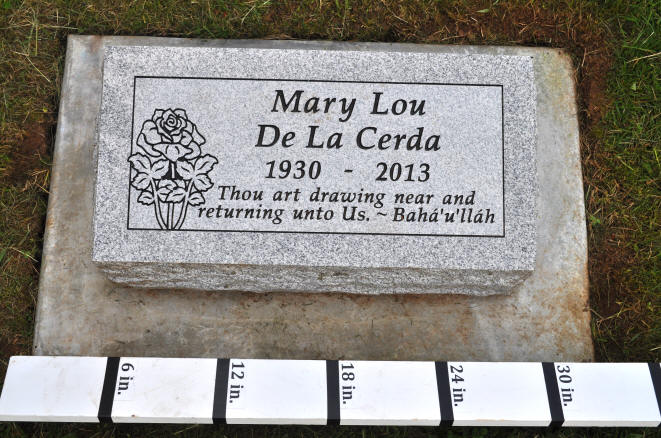 Mary Lou
De La Cerda
1930 - 2013
Thou art drawing near and
returning unto Us. ~ Bahá'u'lláh
6 in.
12 in.
18 in.
24 in.
30 in.